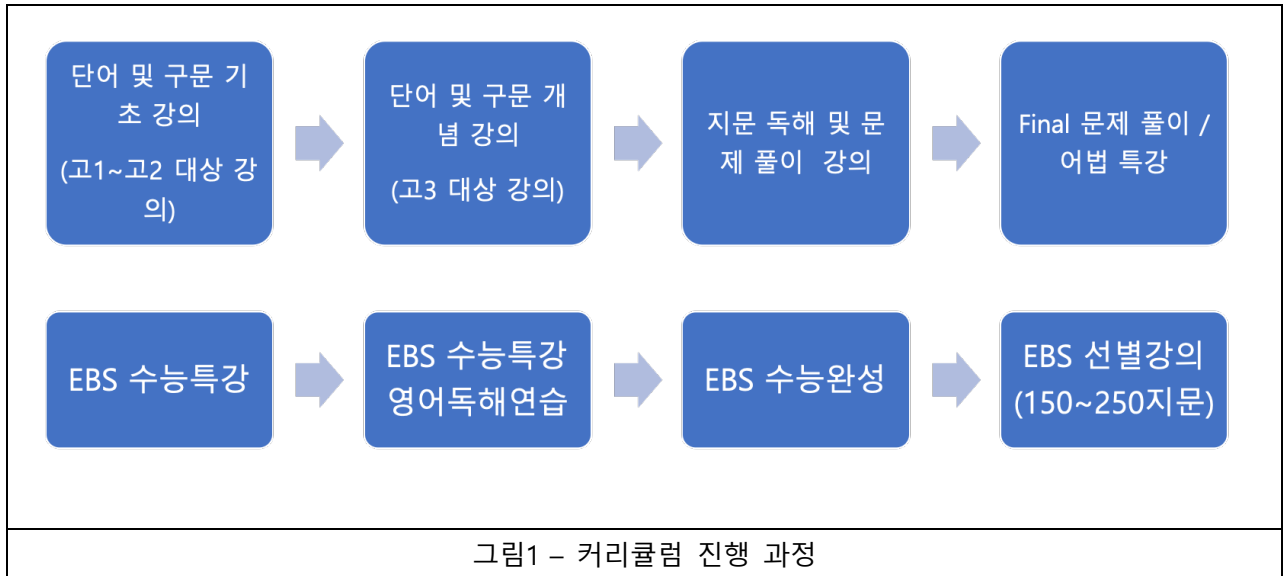 단어 및 구문 기
초 강의
(고1~고2 대상 강
의)
단어 및 구문 개
념 강의
(고3 대상 강의)
지문 독해 및 문
제 풀이 강의
Final 문제 풀이 /
어법 특강
EBS 수능특강
EBS 수능특강
영어독해연습
EBS 수능완성
EBS 선별강의
(150~250지문)
그림1 – 커리큘럼 진행 과정